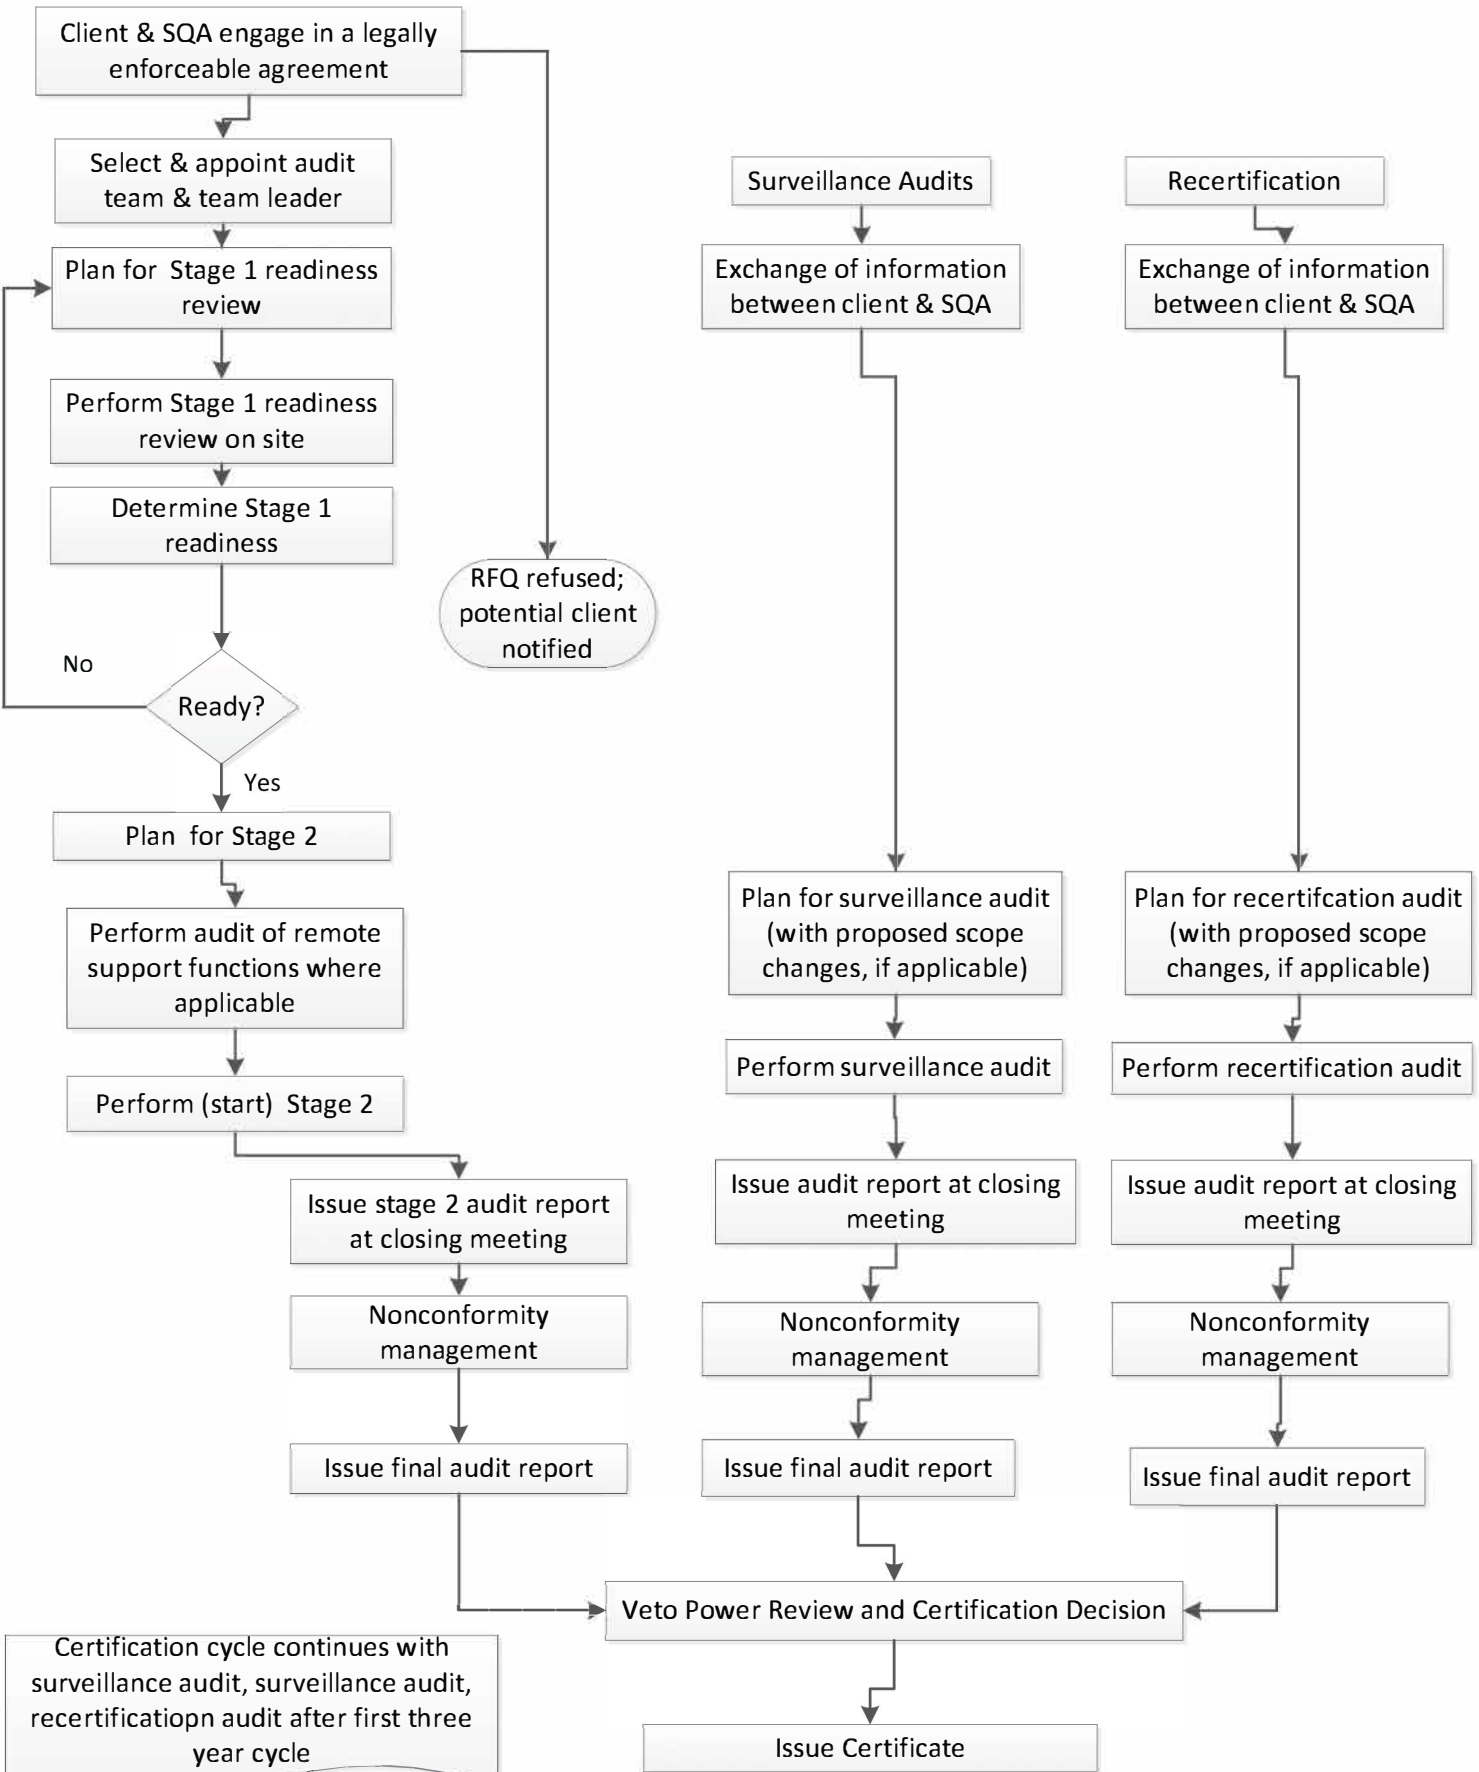 Client & SQA engage in a legally
enforceable agreement
Select & appoint audit
team & team leader
Plan for Stage 1 readiness
review
Perform Stage 1 readiness
review on site
Determine Stage 1
readiness
RFQ refused;
potential client
notified
No
Ready?
Yes
Plan for Stage 2
Perform audit of remote
support functions where
applicable
Perform (start) Stage 2
Issue stage 2 audit report
at closing meeting
Nonconformity
management
Issue final audit report
Surveillance Audits
Exchange of information
between client & SQA
Plan for surveillance audit
(with proposed scope
changes, if applicable)
Perform surveillance audit
Issue audit report at closing
meeting
Nonconformity
management
Issue final audit report
Recertification
Exchange of information
between client & SQA
Plan for recertifcation audit
(with proposed scope
changes, if applicable)
Perform recertification audit
Issue audit report at closing
meeting
Nonconformity
management
Issue final audit report
Veto Power Review and Certification Decision
Certification cycle continues with
surveillance audit, surveillance audit,
recertificatiopn audit after first three
year cycle
Issue Certificate